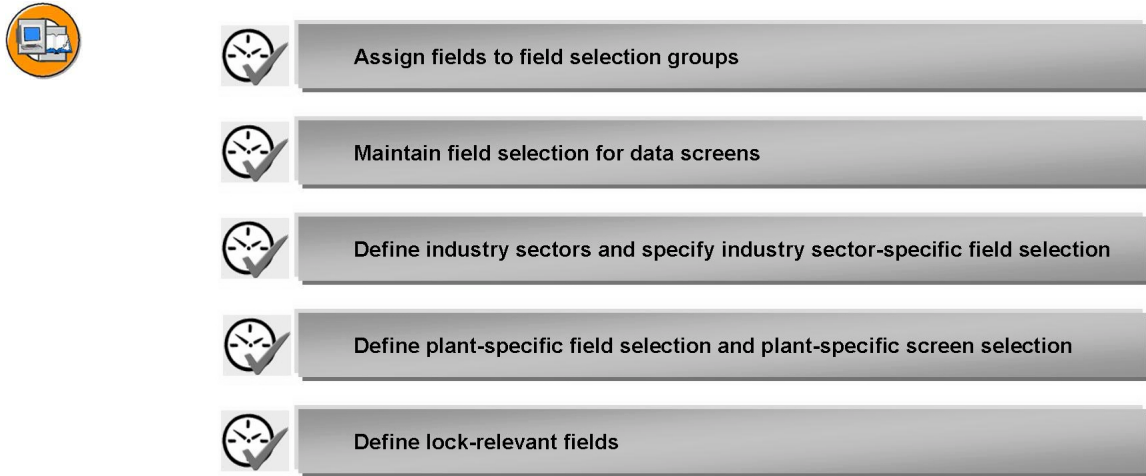 Assign fields to field selection groups
Maintain field selection for data screens
Define industry sectors and specify industry sector-specific field selection
Define plant-specific field selection and plant-specific screen selection
Define lock-relevant fields